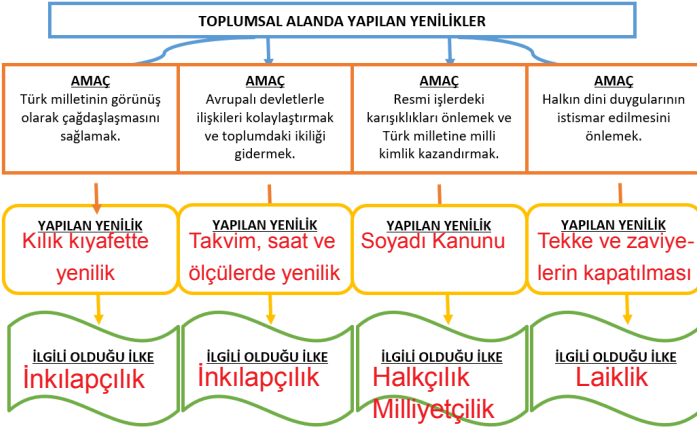 TOPLUMSAL ALANDA YAPILAN YENİLİKLER
AMAÇ
Türk milletinin görünüş
olarak çağdaşlaşmasını
sağlamak.
AMAÇ
Avrupalı devletlerle
ilişkileri kolaylaştırmak
ve toplumdaki ikiliği
gidermek.
AMAÇ
Resmi işlerdeki
karışıklıkları önlemek ve
Türk milletine milli
kimlik kazandırmak.
AMAÇ
Halkın dini duygularının
istismar edilmesini
önlemek.
YAPILAN YENİLİK
Kılık kıyafette
yenilik
YAPILAN YENİLİK
Takvim, saat ve
ölçülerde yenilik
YAPILAN YENİLİK
Soyadı Kanunu
YAPILAN YENİLİK
Tekke ve zaviye-
lerin kapatılması
İLGİLİ OLDUĞU İLKE
İnkılapçılık
İLGİLİ OLDUĞU İLKE
İnkılapçılık
İLGİLİ OLDUĞU İLKE
Halkçılık
Milliyetçilik
İLGİLİ OLDUĞU İLKE
Laiklik